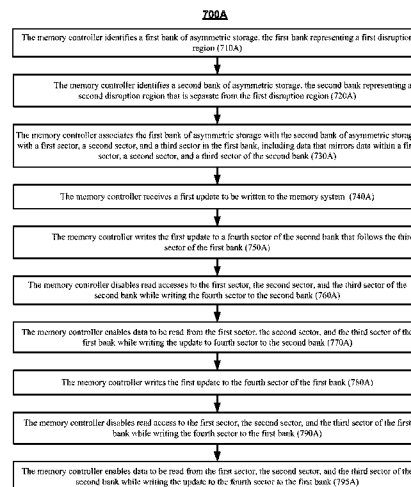 700A
The memory controller identifies a first bank of asymmetric storage, the first bank representing a first disruption
region (710A)
The memory controller identifies a second bank of asymmetric storage, the second bank representing a
second disruption region that is separate from the first disruption region (720A)
The memory controller associates the first bank of asymmetric storage with the second bank of asymmetric storag
with a first sector, a second sector, and a third sector in the first bank, including data that mirrors data within a fir
sector, a second sector, and a third sector of the second bank (730A)
The memory controller receives a first update to be written to the memory system (740A)
The memory controller writes the first update to a fourth sector of the second bank that follows the third
sector of the first bank (750A)
The memory controller disables read accesses to the first sector, the second sector, and the third sector of the
second bank while writing the fourth sector to the second bank (760A)
The memory controller enables data to be read from the first sector, the second sector, and the third sector of the
first bank while writing the update to fourth sector to the second bank (770A)
The memory controller writes the first update to the fourth sector of the first bank (780A)
The memory controller disables read access to the first sector, the second sector, and the third sector of the first
bank while writing the fourth sector to the first bank (790A)
The memory controller enables data to be read from the first sector, the second sector, and the third sector of the
second bank while writing the update to the fourth sector to the first bank (795A)